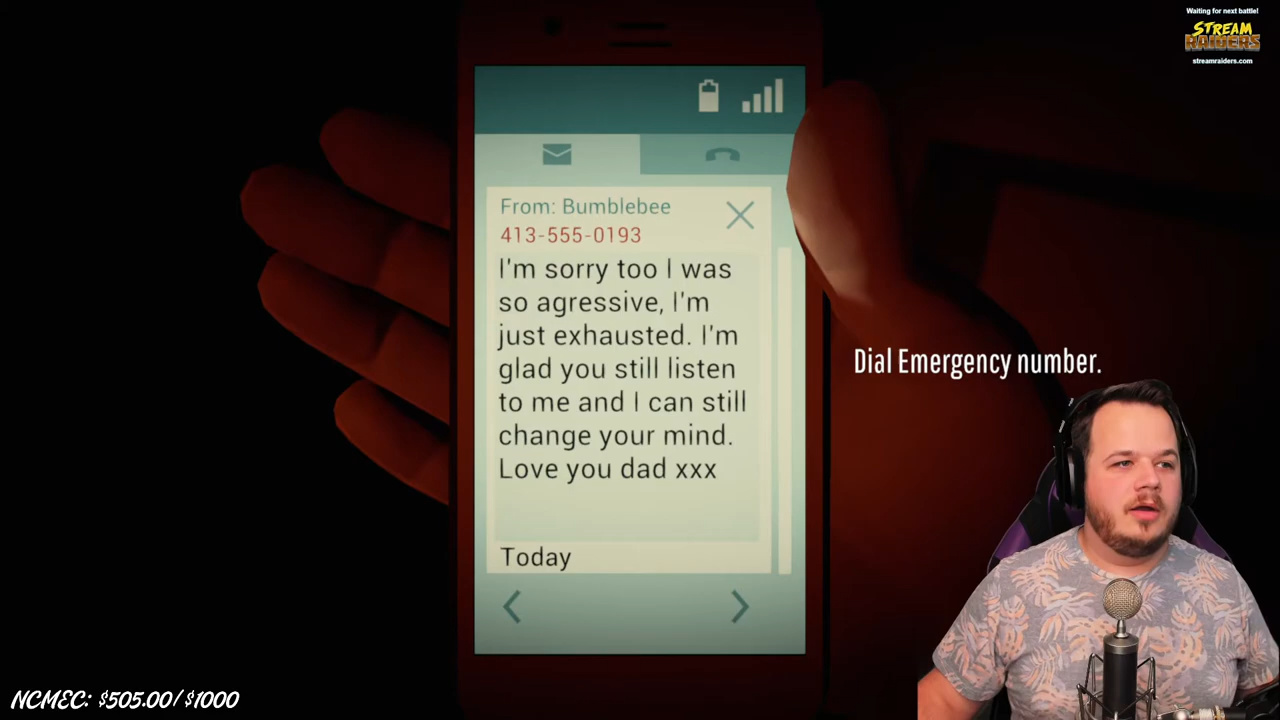 Waiting for next battle!
STREAM
RAIDERS
streamraiders.com
From: Bumblebee
413-555-0193
I'm sorry too I was
so agressive, I'm
just exhausted. I'm
glad you still listen
to me and I can still
change your mind.
Love you dad xxx
Today
Dial Emergency number.
NCMEC: $505.00/$1000